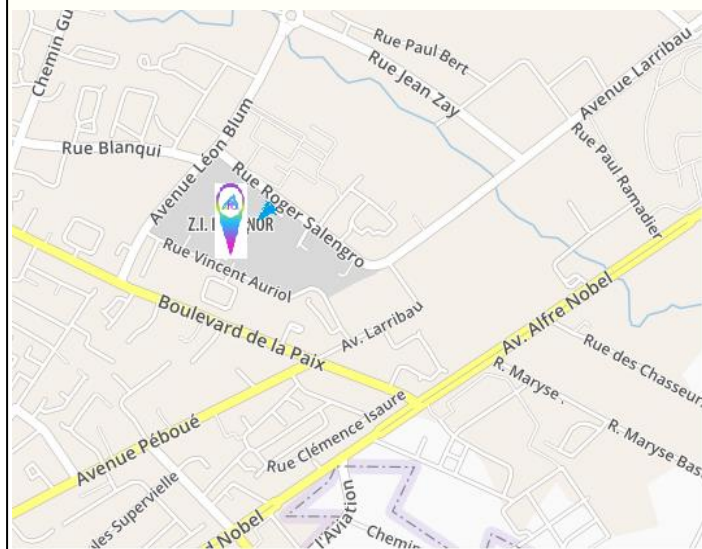 Chemin Gu
Rue Paul Bert
Rue Jean Zay
Avenue Larribau
Rue Blanqui
Avenue Léon Blum
Rue Paul Ramadier
Rue Roger Salengro
Z.I. NOR
Rue Vincent Auriol
Boulevard de la Paix
Av. Larribau
Av. Alfre Nobel
Rue des Chasseur
R. Maryse
R. Maryse Bas
Avenue Péboué
Rue Clémence Isaure
les Supervielle
d Nobel
l'Aviation
Chemin